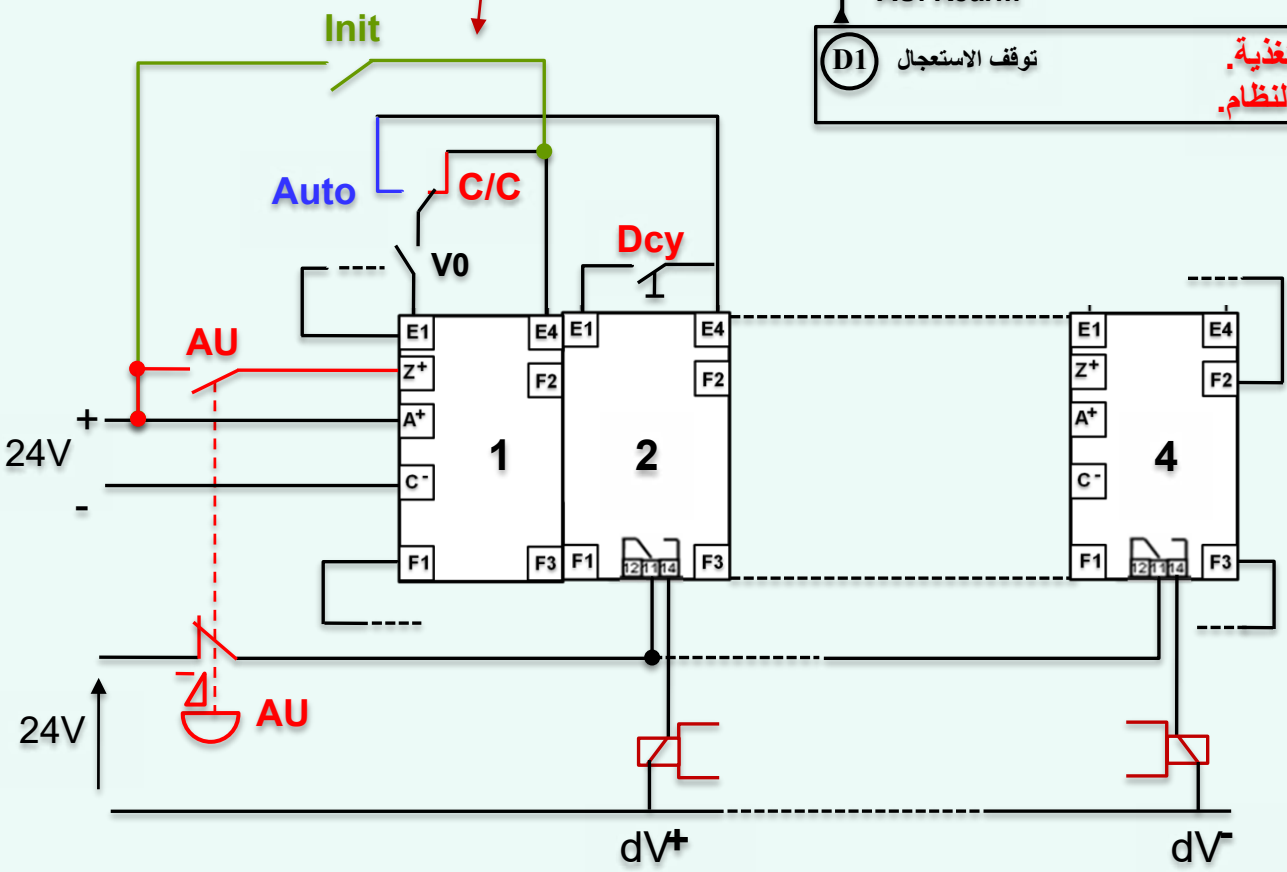 Init
D1
توقف الاستعجال
لنظام.
Auto
C/C
V0
Dcy
E1
E4
E1
E4
E1
E4
AU
Z+
F2
F2
Z+
F2
+
A+
A+
24V
1
2
4
C-
C-
-
F1
F3
F1
12 11 14
F3
F1
12 11 14
F3
24V
AU
dV+
dV-